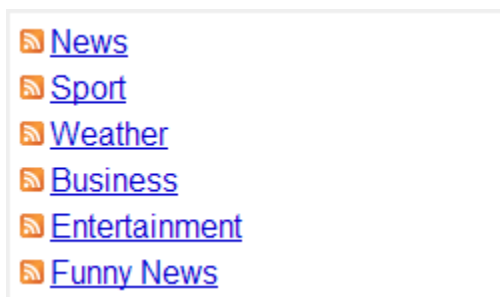 News
Sport
Weather
Business
Entertainment
Funny News